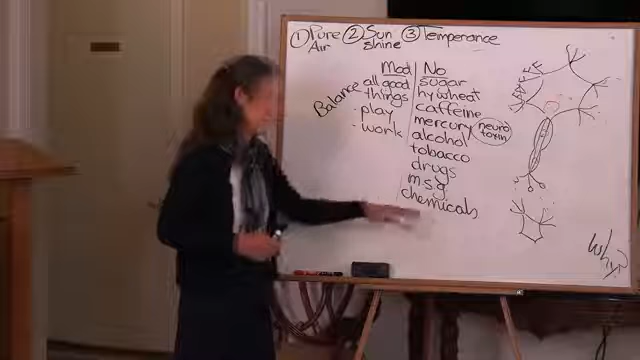 ① Pure Air ② Sun shine ③ Temperance
Mod
Balance
all good
things
- play
- work
No
sugar
hy wheat
caffeine
mercury
neuro
toxin
alcohol
tobacco
drugs
m.s.g
chemicals
Why?